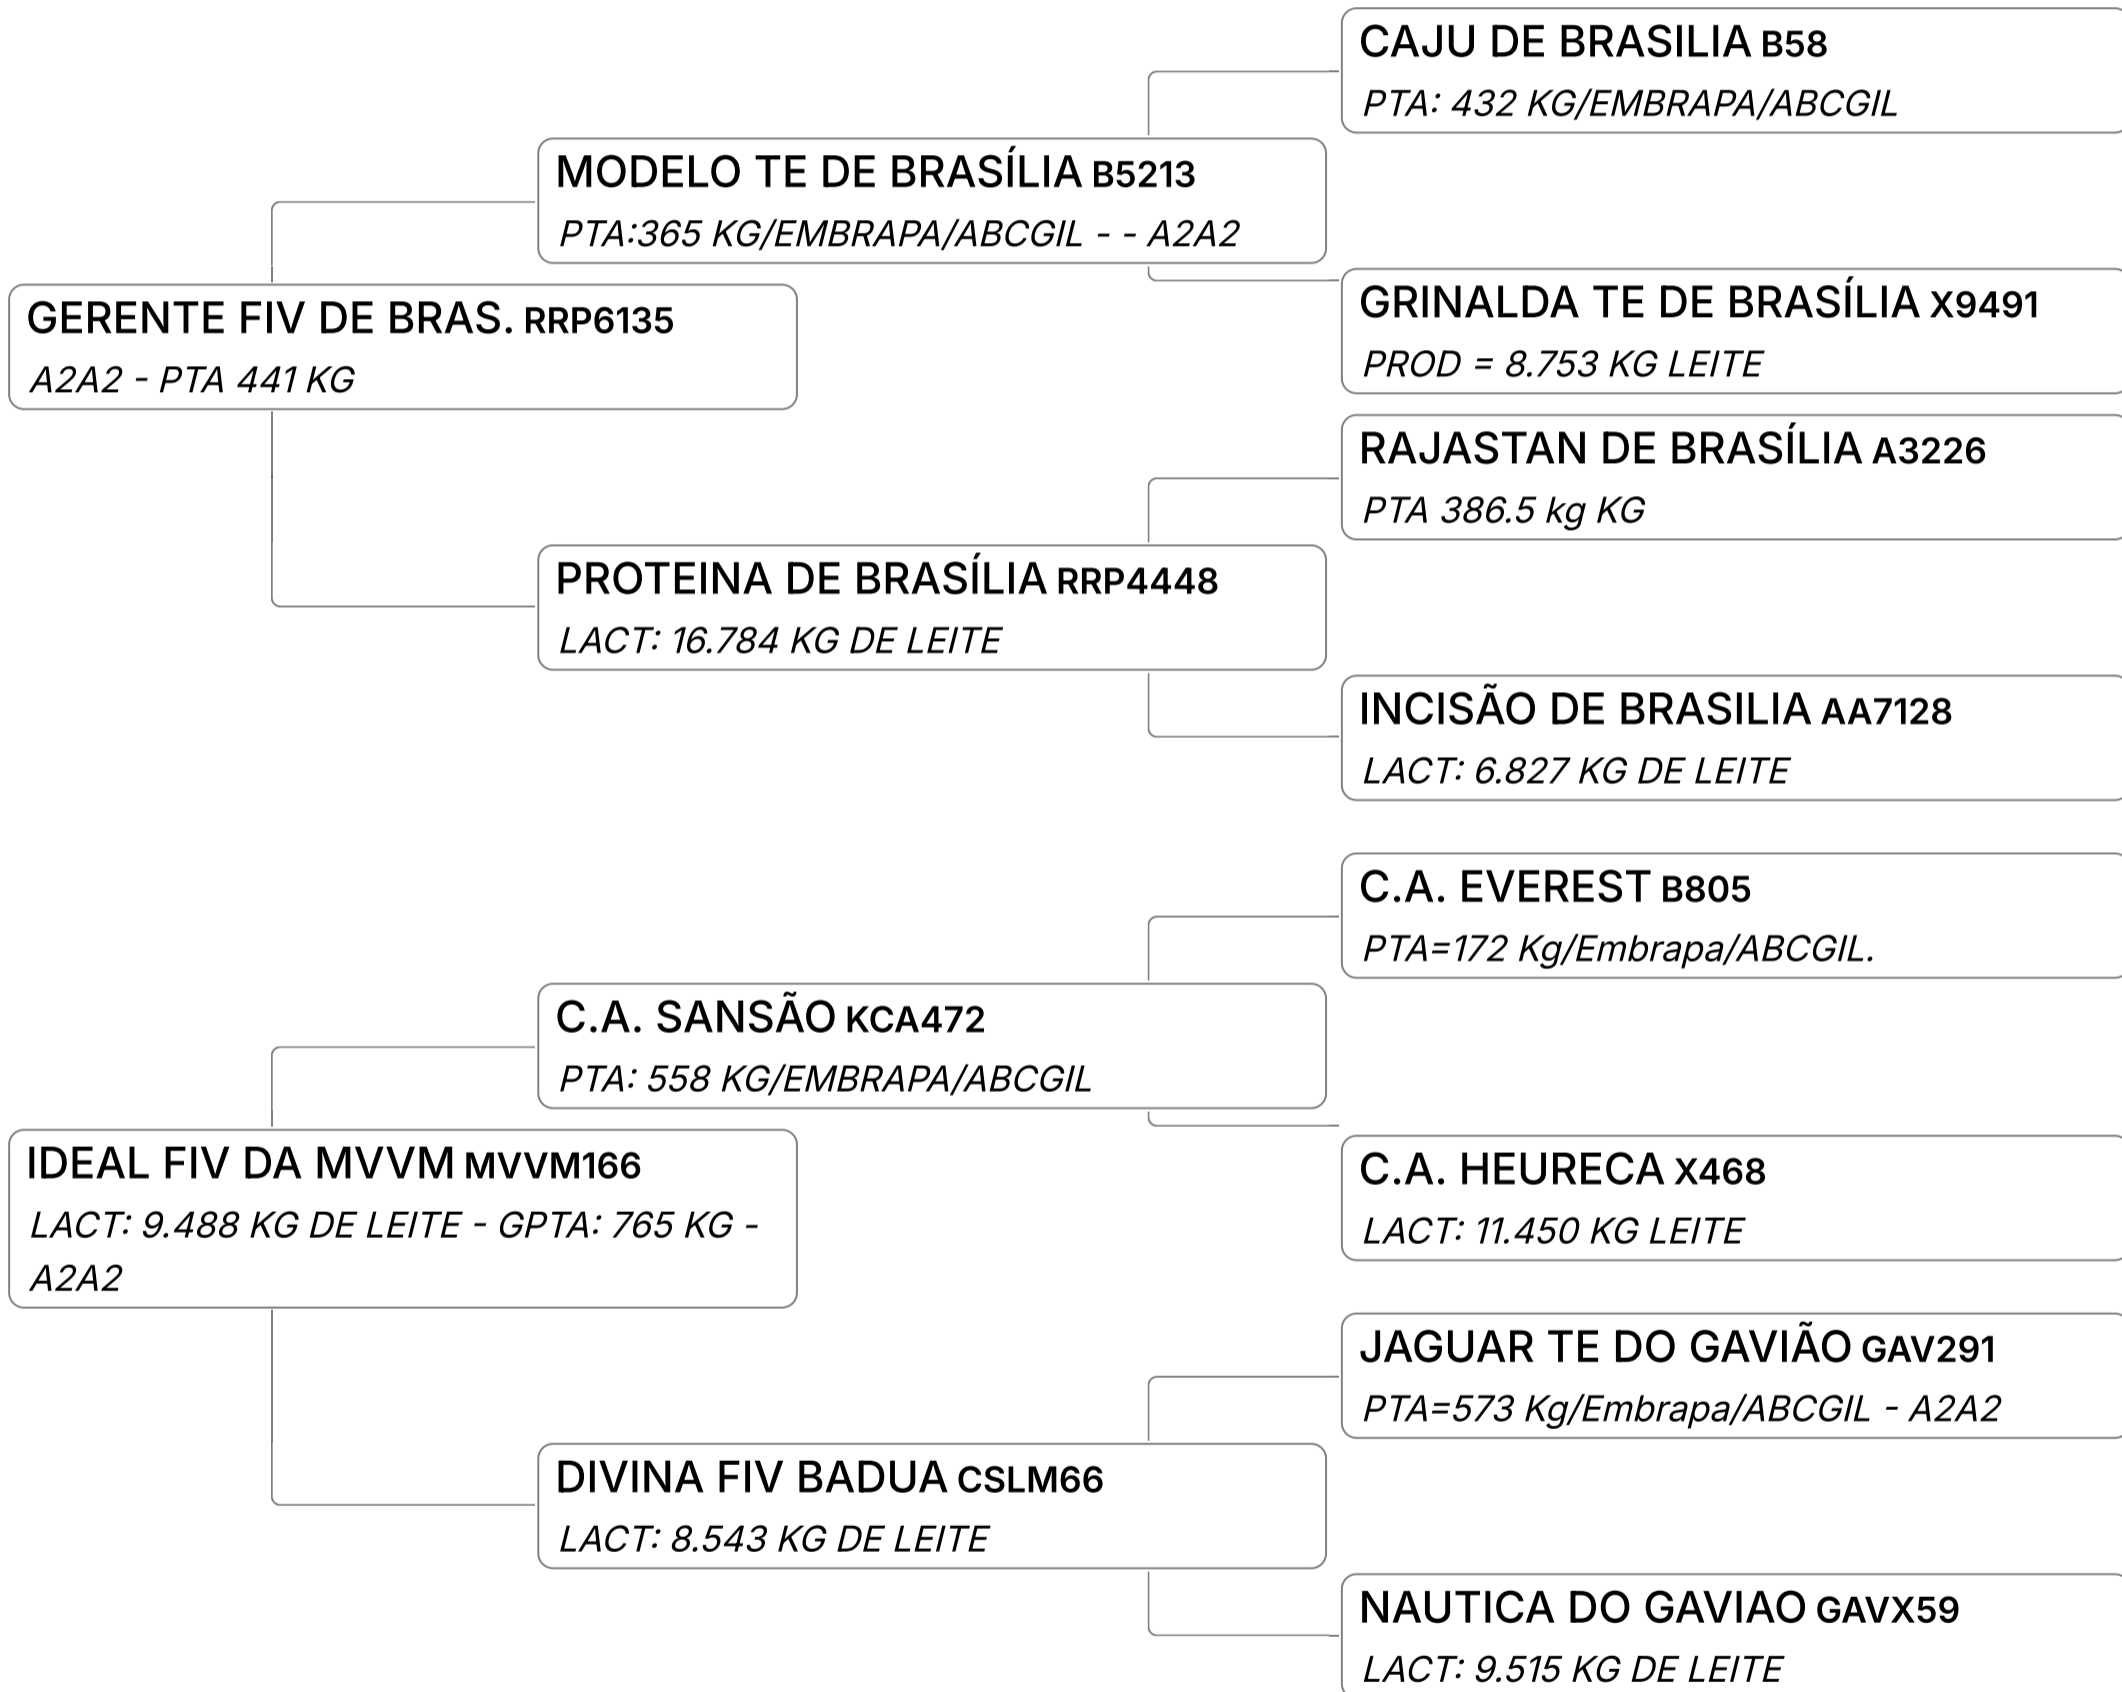 CAJU DE BRASILIA B58
PTA: 432 KG/EMBRAPA/ABCGIL
MODELO TE DE BRASÍLIA B5213
PTA:365 KG/EMBRAPA/ABCGIL - - A2A2
GRINALDA TE DE BRASÍLIA X9491
PROD = 8.753 KG LEITE
GERENTE FIV DE BRAS. RRP6135
A2A2 - PTA 441 KG
RAJASTAN DE BRASÍLIA A3226
PTA 386.5 kg KG
PROTEINA DE BRASÍLIA RRP4448
LACT: 16.784 KG DE LEITE
INCISÃO DE BRASILIA AA7128
LACT: 6.827 KG DE LEITE
C.A. EVEREST B805
PTA=172 Kg/Embrapa/ABCGIL.
C.A. SANSÃO KCA472
PTA: 558 KG/EMBRAPA/ABCGIL
C.A. HEURECA X468
LACT: 11.450 KG LEITE
IDEAL FIV DA MVVM MVVM166
LACT: 9.488 KG DE LEITE - GPTA: 765 KG -
A2A2
JAGUAR TE DO GAVIÃO GAV291
PTA=573 Kg/Embrapa/ABCGIL - A2A2
DIVINA FIV BADUA CSLM66
LACT: 8.543 KG DE LEITE
NAUTICA DO GAVIAO GAVX59
LACT: 9.515 KG DE LEITE